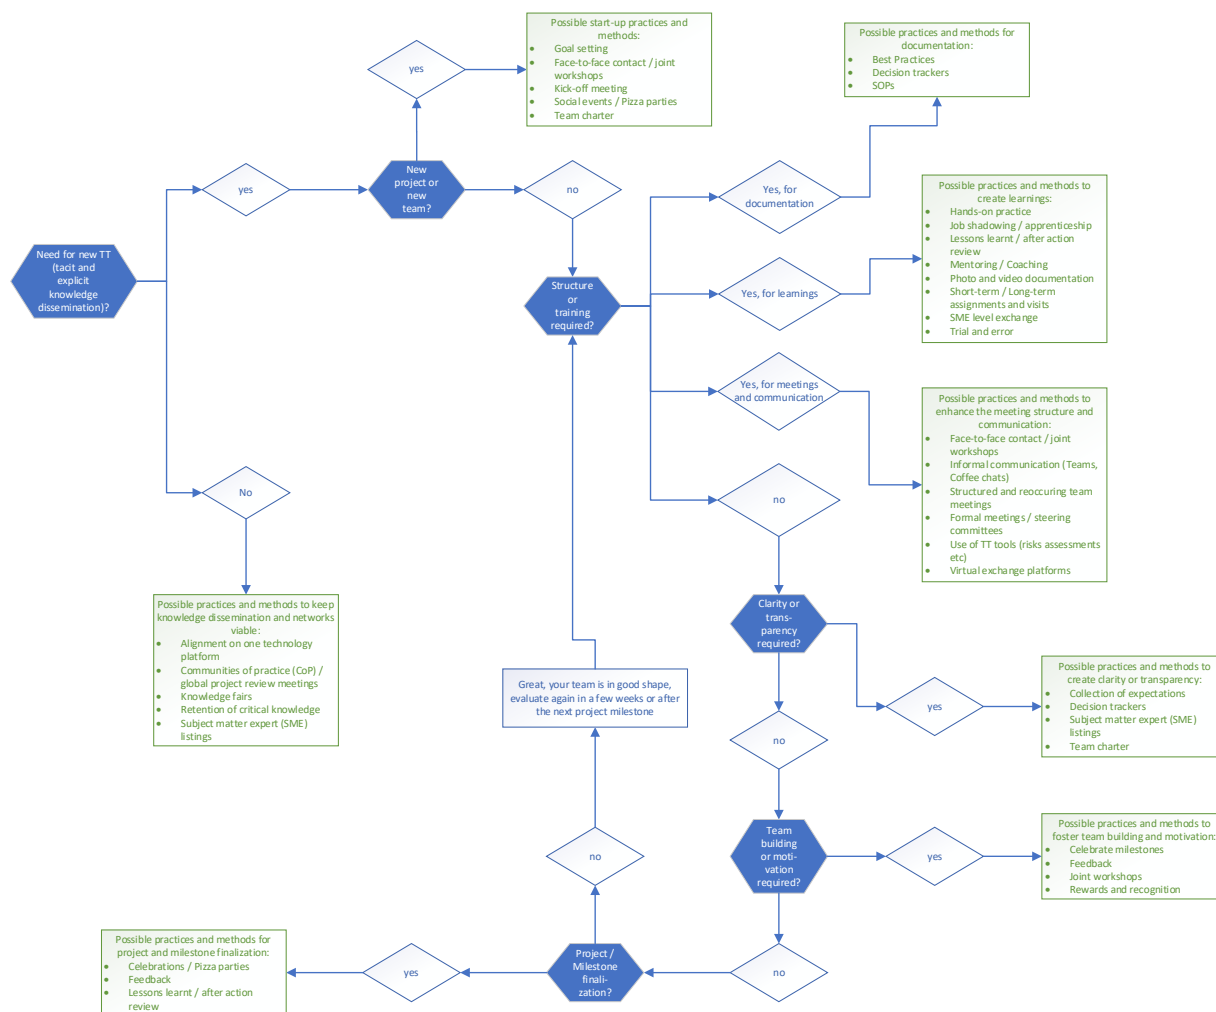 Possible start-up practices and
methods:
• Goal setting
• Face-to-face contact / joint
workshops
• Kick-off meeting
• Social events / Pizza parties
• Team charter
Possible practices and methods for
documentation:
• Best Practices
• Decision trackers
• SOPs
yes
yes
New
project or
new
team?
no
Yes, for
documentation
Possible practices and methods to
create learnings:
• Hands-on practice
• Job shadowing / apprenticeship
• Lessons learnt / after action
review
• Mentoring / Coaching
• Photo and video documentation
• Short-term / Long-term
assignments and visits
• SME level exchange
• Trial and error
Need for new TT
(tacit and
explicit
knowledge
dissemination)?
Structure
or
training
required?
Yes, for learnings
Yes, for meetings
and communication
Possible practices and methods to
enhance the meeting structure and
communication:
• Face-to-face contact / joint
workshops
• Informal communication (Teams,
Coffee chats)
• Structured and reoccuring team
meetings
• Formal meetings / steering
committees
• Use of TT tools (risks assessments
etc)
• Virtual exchange platforms
No
no
Possible practices and methods to keep
knowledge dissemination and networks
viable:
• Alignment on one technology
platform
• Communities of practice (CoP) /
global project review meetings
• Knowledge fairs
• Retention of critical knowledge
• Subject matter expert (SME)
listings
Clarity or
trans-
parency
required?
Great, your team is in good shape,
evaluate again in a few weeks or after
the next project milestone
yes
Possible practices and methods to
create clarity or transparency:
• Collection of expectations
• Decision trackers
• Subject matter expert (SME)
listings
• Team charter
no
no
Team
building
or moti-
vation
required?
yes
Possible practices and methods to
foster team building and motivation:
• Celebrate milestones
• Feedback
• Joint workshops
• Rewards and recognition
Possible practices and methods for
project and milestone finalization:
• Celebrations / Pizza parties
• Feedback
• Lessons learnt / after action
review
yes
Project /
Milestone
finali-
zation?
no